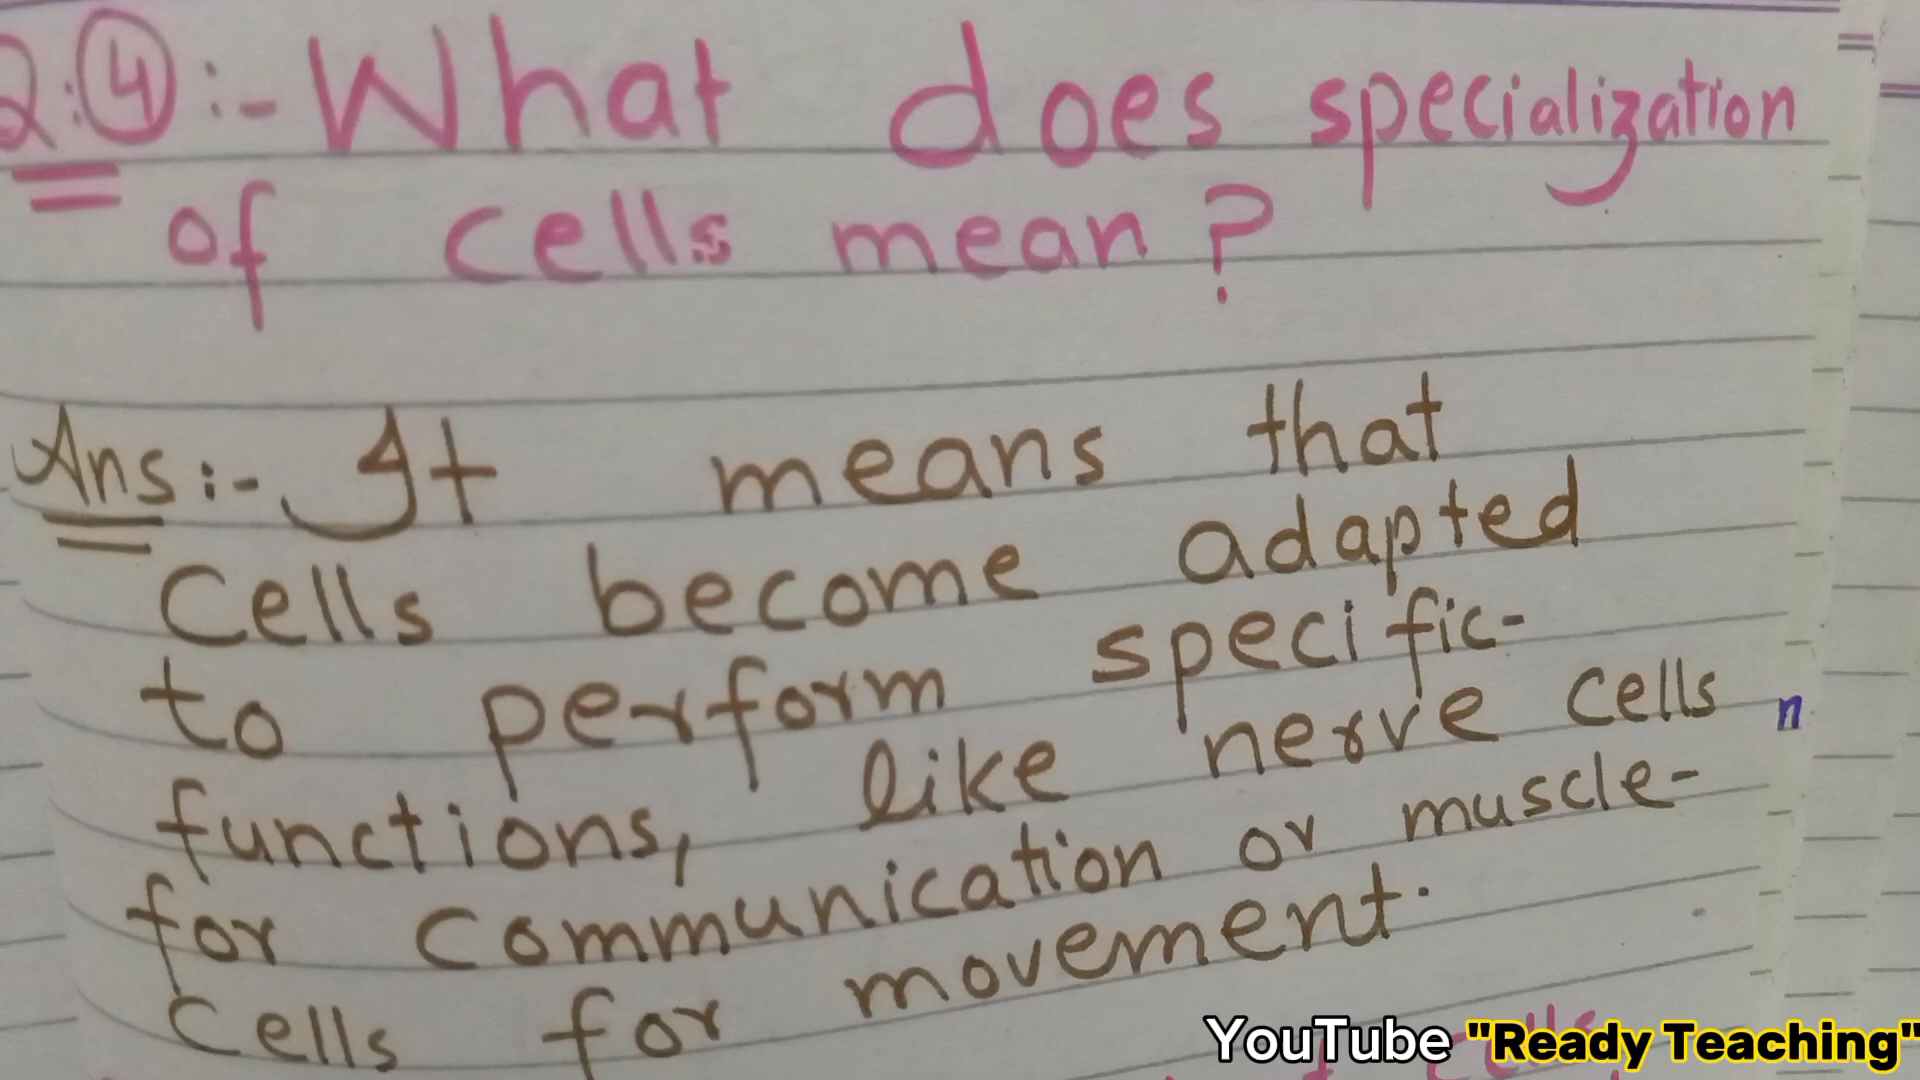 Q.④:- What does specialization
of cells mean?
Ans:- It means that
Cells become adapted
to perform specific-
functions, like nerve cells
for communication or muscle-
cells for movement.
n
cells
YouTube "Ready Teaching"